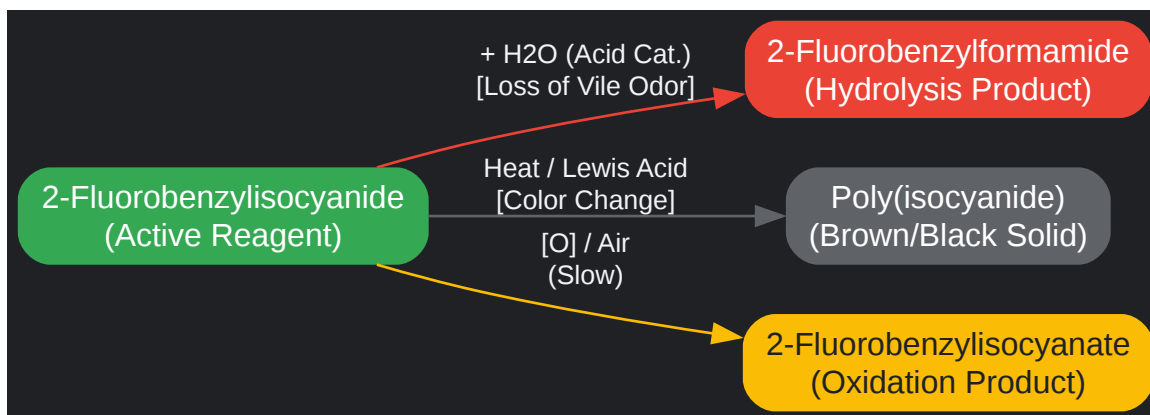 + H2O (Acid Cat.)
[Loss of Vile Odor]
2-Fluorobenzylformamide
(Hydrolysis Product)
2-Fluorobenzylisocyanide
(Active Reagent)
Heat / Lewis Acid
[Color Change]
Poly(isocyanide)
(Brown/Black Solid)
[O] / Air
(Slow)
2-Fluorobenzylisocyanate
(Oxidation Product)